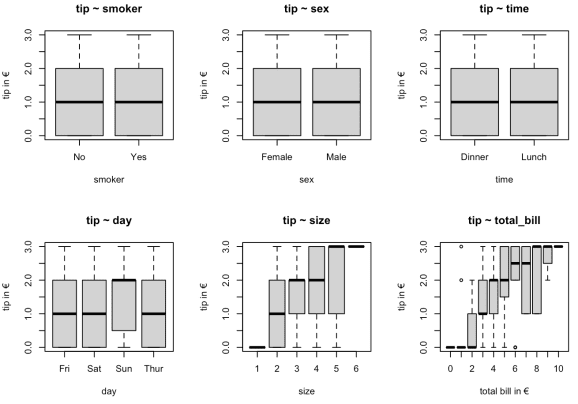 tip ~ smoker
tip in €
0.0 1.0 2.0 3.0
No Yes
smoker
tip ~ sex
tip in €
0.0 1.0 2.0 3.0
Female Male
sex
tip ~ time
tip in €
0.0 1.0 2.0 3.0
Dinner Lunch
time
tip ~ day
tip in €
0.0 1.0 2.0 3.0
Fri Sat Sun Thur
day
tip ~ size
tip in €
0.0 1.0 2.0 3.0
1 2 3 4 5 6
size
tip ~ total_bill
tip in €
0.0 1.0 2.0 3.0
0 2 4 6 8 10
total bill in €